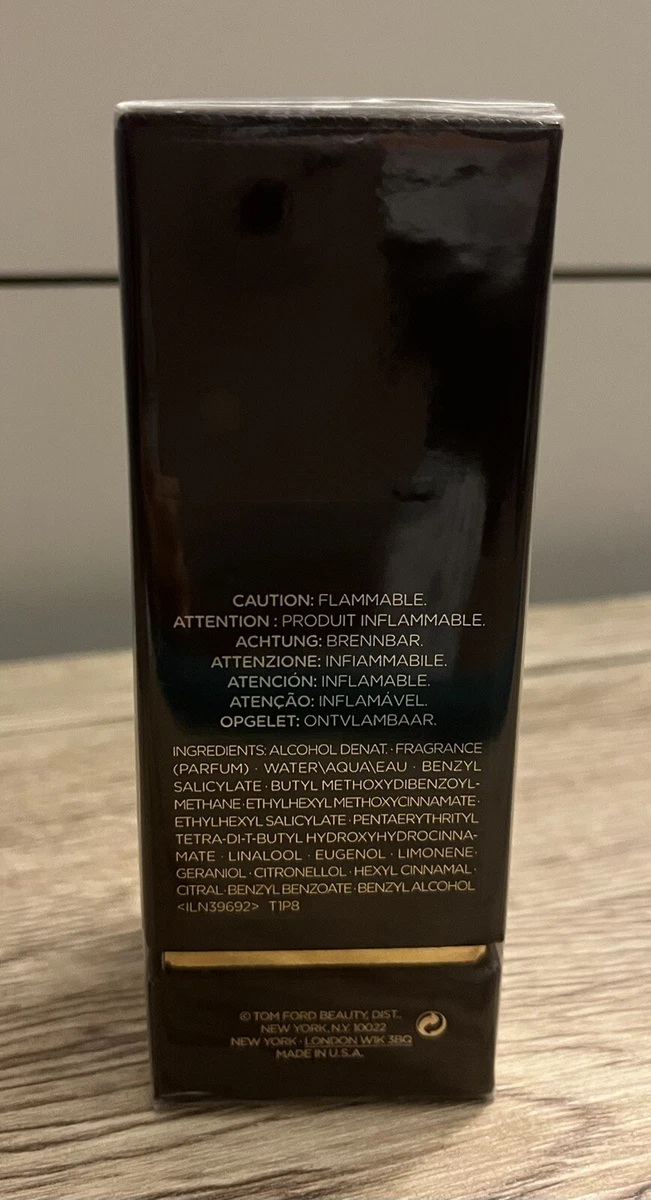 CAUTION: FLAMMABLE.
ATTENTION : PRODUIT INFLAMMABLE.
ACHTUNG: BRENNBAR.
ATTENZIONE: INFIAMMABILE.
ATENCIÓN: INFLAMABLE.
ATENÇÃO: INFLAMÁVEL.
OPGELET: ONTVLAMBAAR.
INGREDIENTS: ALCOHOL DENAT. · FRAGRANCE
(PARFUM) · WATER\AQUA\EAU · BENZYL
SALICYLATE · BUTYL METHOXYDIBENZOYL-
METHANE · ETHYLHEXYL METHOXYCINNAMATE ·
ETHYLHEXYL SALICYLATE · PENTAERYTHRITYL
TETRA-DI-T-BUTYL HYDROXYHYDROCINNA-
MATE · LINALOOL · EUGENOL · LIMONENE ·
GERANIOL · CITRONELLOL · HEXYL CINNAMAL ·
CITRAL · BENZYL BENZOATE · BENZYL ALCOHOL
<ILN39692> T1P8
© TOM FORD BEAUTY, DIST.,
NEW YORK, N.Y. 10022
NEW YORK · LONDON W1K 3BQ
MADE IN U.S.A.